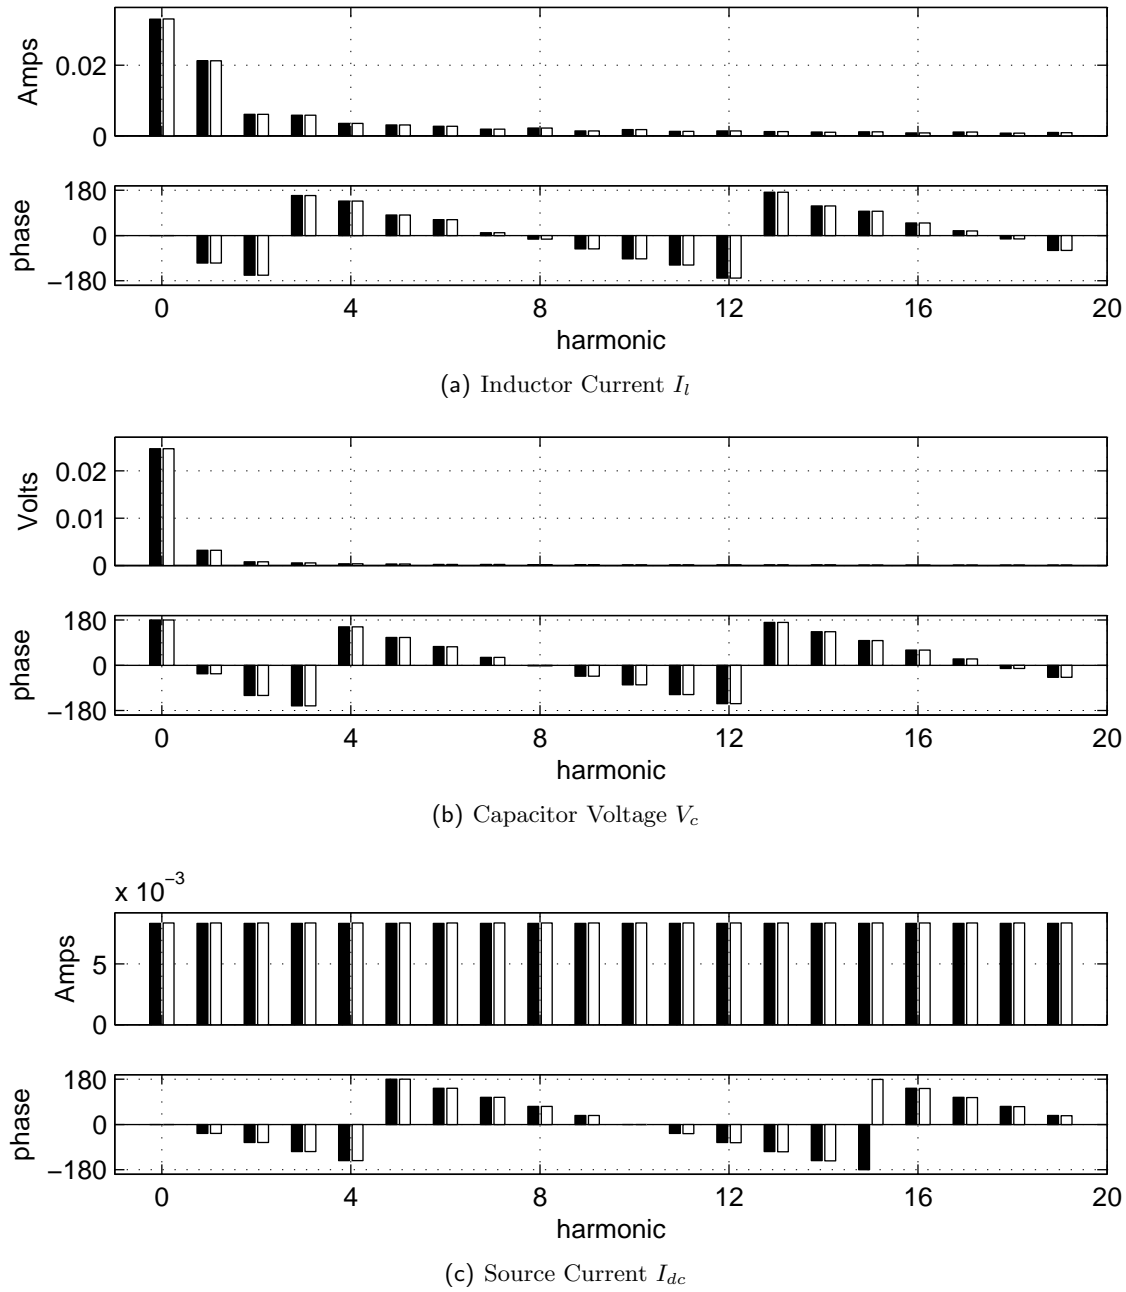 Amps
0.02
0
phase
180
0
−180
0 4 8 12 16 20
harmonic
(a) Inductor Current I_l
Volts
0.02
0.01
0
phase
180
0
−180
0 4 8 12 16 20
harmonic
(b) Capacitor Voltage V_c
x 10^−3
Amps
5
0
phase
180
0
−180
0 4 8 12 16 20
harmonic
(c) Source Current I_dc